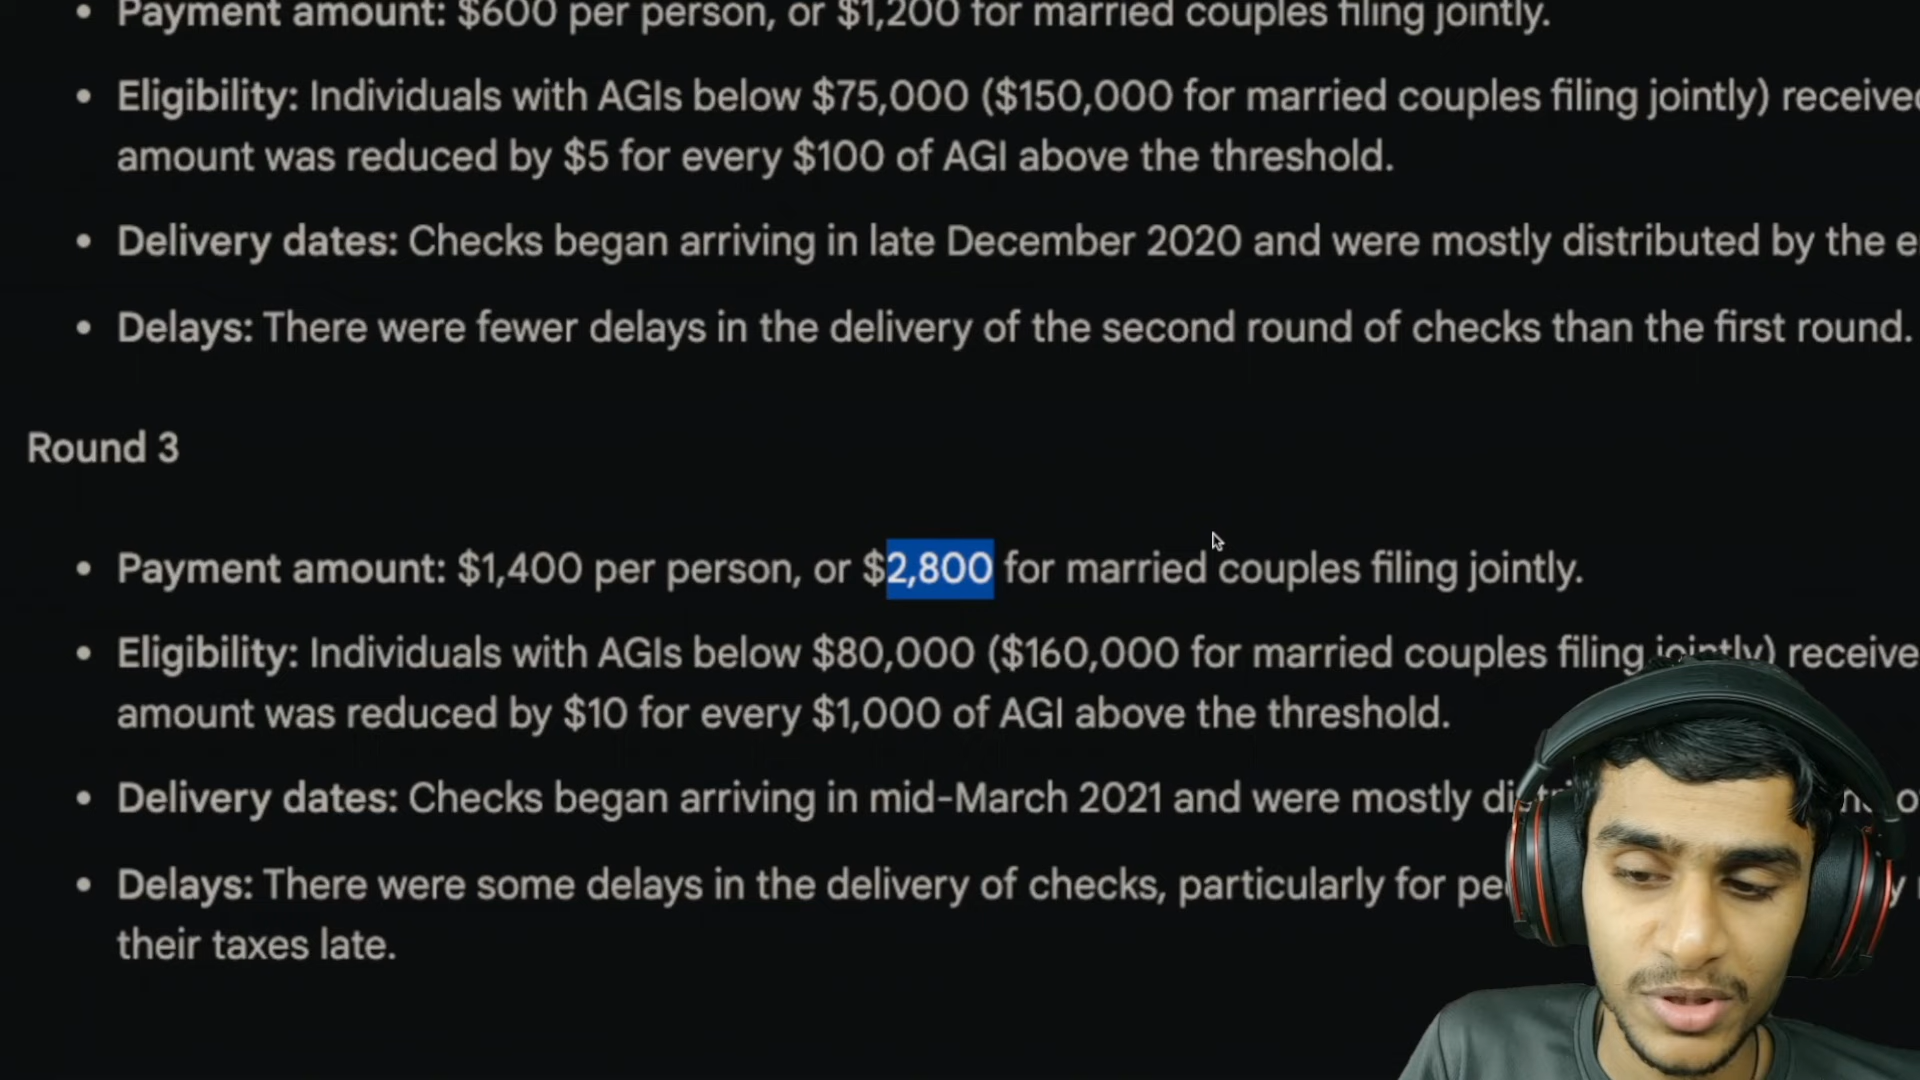 • Payment amount: $600 per person, or $1,200 for married couples filing jointly.
• Eligibility: Individuals with AGIs below $75,000 ($150,000 for married couples filing jointly) received
amount was reduced by $5 for every $100 of AGI above the threshold.
• Delivery dates: Checks began arriving in late December 2020 and were mostly distributed by the
• Delays: There were fewer delays in the delivery of the second round of checks than the first round.
Round 3
• Payment amount: $1,400 per person, or $2,800 for married couples filing jointly.
• Eligibility: Individuals with AGIs below $80,000 ($160,000 for married couples filing jointly) receive
amount was reduced by $10 for every $1,000 of AGI above the threshold.
• Delivery dates: Checks began arriving in mid-March 2021 and were mostly
• Delays: There were some delays in the delivery of checks, particularly for
their taxes late.